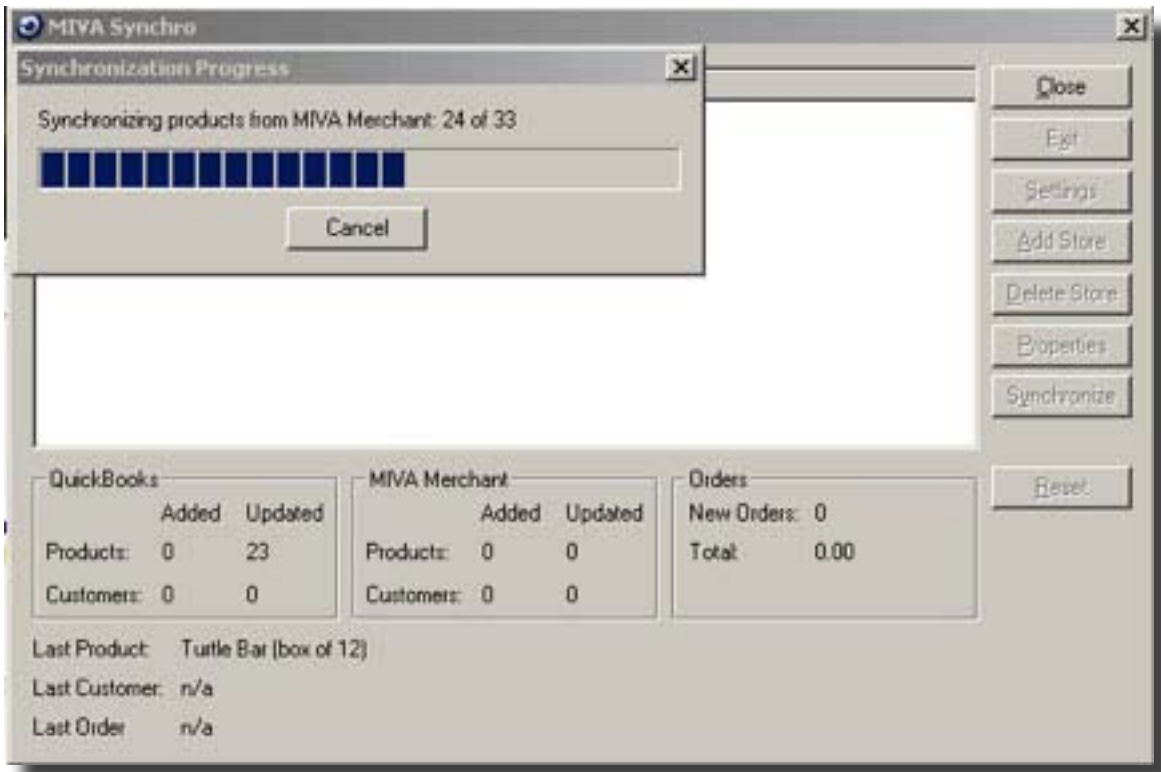 MIVA Synchro
Synchronization Progress
Synchronizing products from MIVA Merchant: 24 of 33
Cancel
Close
Exit
Settings
Add Store
Delete Store
Properties
Synchronize
Reset
QuickBooks
Added Updated
Products: 0 23
Customers: 0 0
MIVA Merchant
Added Updated
Products: 0 0
Customers: 0 0
Orders
New Orders: 0
Total: 0.00
Last Product: Turtle Bar (box of 12)
Last Customer: n/a
Last Order n/a